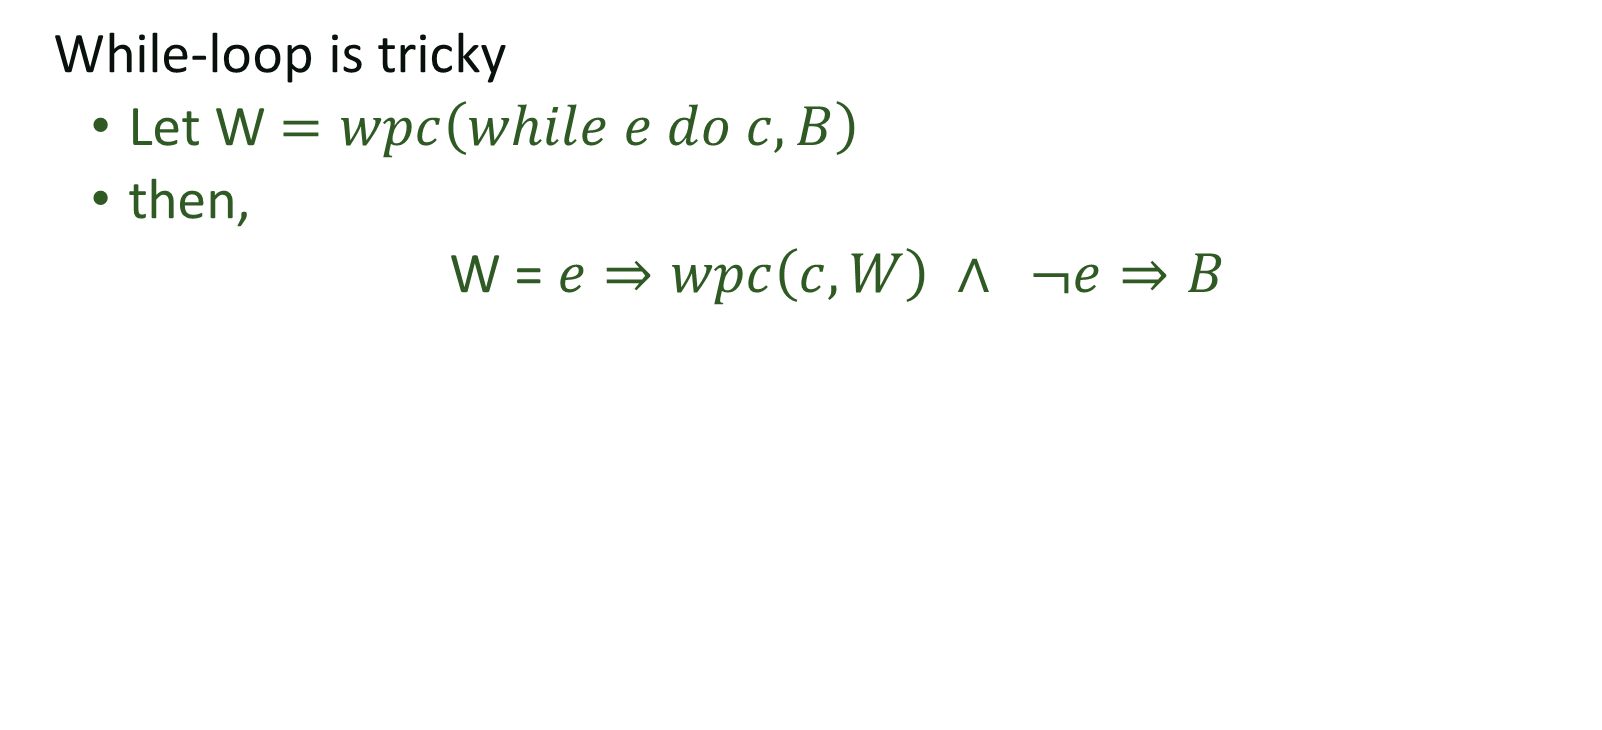 While-loop is tricky
• Let W = wpc(while e do c, B)
• then,
W = e ⇒ wpc(c, W) ∧ ¬e ⇒ B